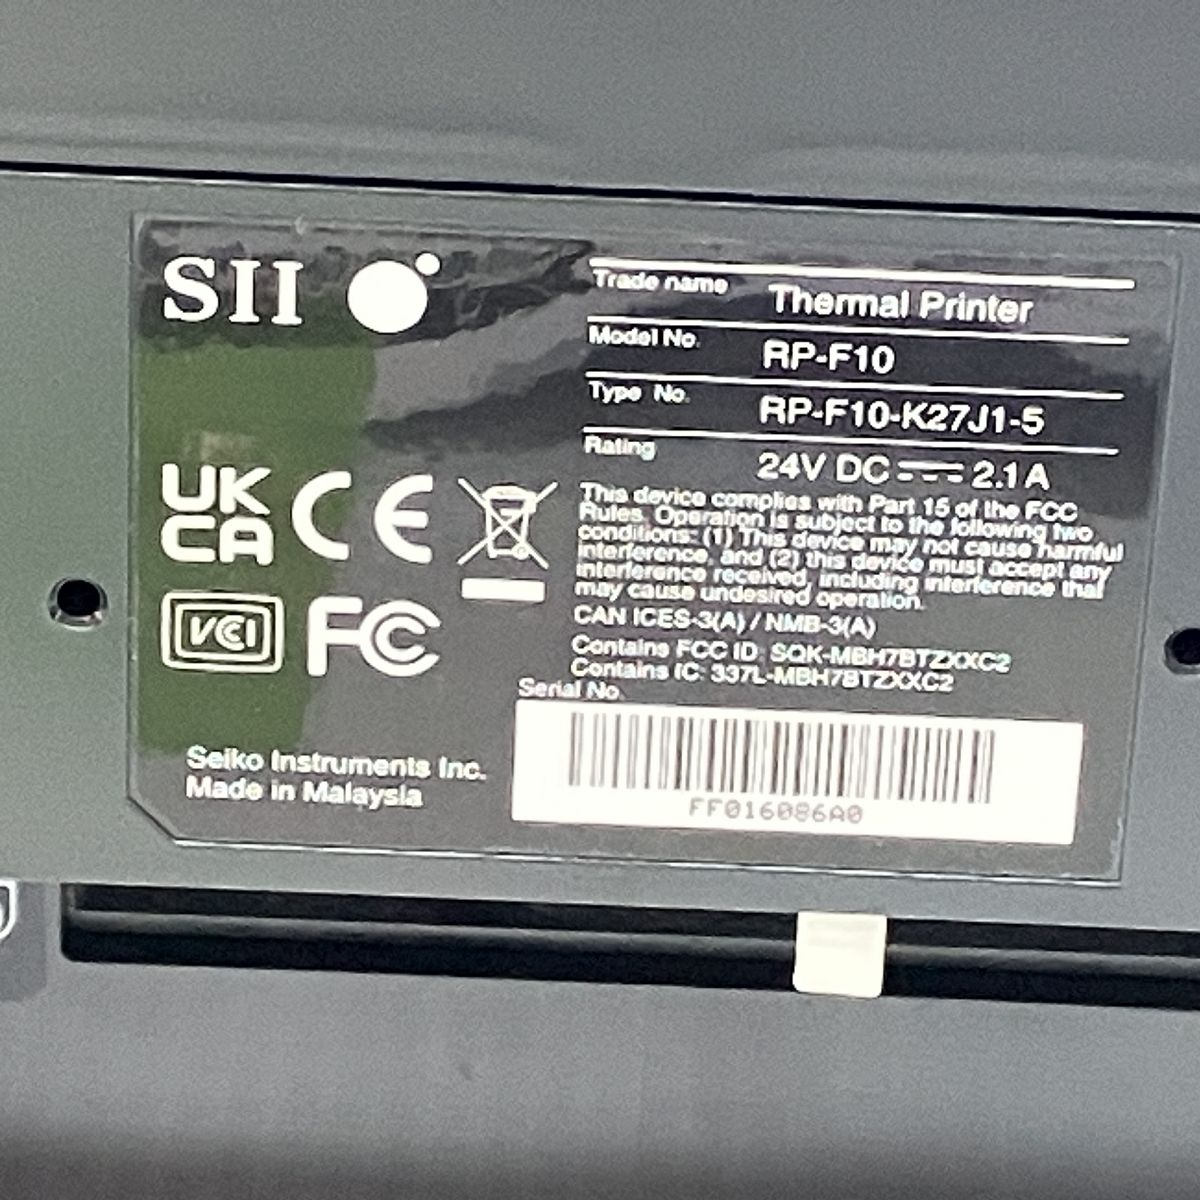 SII
Trade name Thermal Printer
Model No. RP-F10
Type No. RP-F10-K27J1-5
Rating 24V DC 2.1A
UK
CA CE
VCI FC
This device complies with Part 15 of the FCC
Rules. Operation is subject to the following two
conditions: (1) This device may not cause harmful
interference, and (2) this device must accept any
interference received, including interference that
may cause undesired operation.
CAN ICES-3(A) / NMB-3(A)
Contains FCC ID: SQK-MBH7BTZXXC2
Contains IC: 337L-MBH7BTZXXC2
Serial No.
FF016086A0
Seiko Instruments Inc.
Made in Malaysia